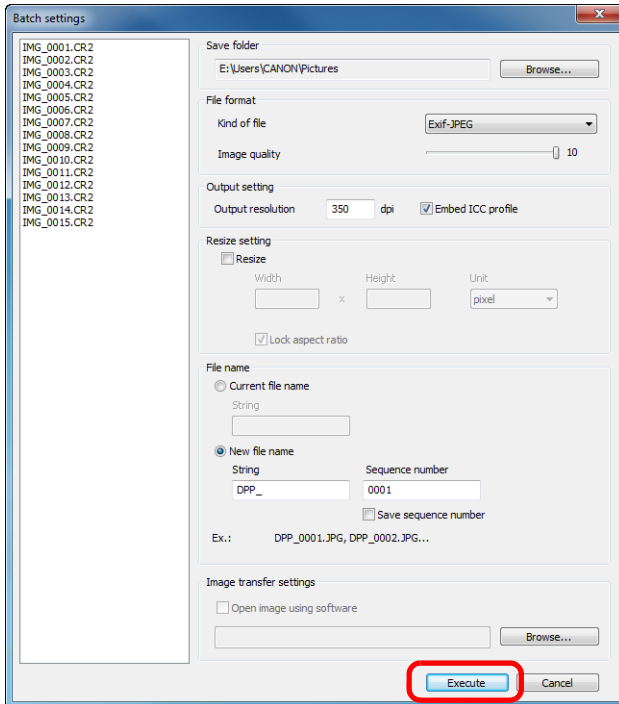 Batch settings
IMG_0001.CR2
IMG_0002.CR2
IMG_0003.CR2
IMG_0004.CR2
IMG_0005.CR2
IMG_0006.CR2
IMG_0007.CR2
IMG_0008.CR2
IMG_0009.CR2
IMG_0010.CR2
IMG_0011.CR2
IMG_0012.CR2
IMG_0013.CR2
IMG_0014.CR2
IMG_0015.CR2
Save folder
E:\Users\CANON\Pictures Browse...
File format
Kind of file Exif-JPEG
Image quality 10
Output setting
Output resolution 350 dpi Embed ICC profile
Resize setting
Resize
Width Height Unit
x pixel
Lock aspect ratio
File name
Current file name
String
New file name
String Sequence number
DPP_ 0001
Save sequence number
Ex.: DPP_0001.JPG, DPP_0002.JPG...
Image transfer settings
Open image using software
Browse...
Execute Cancel